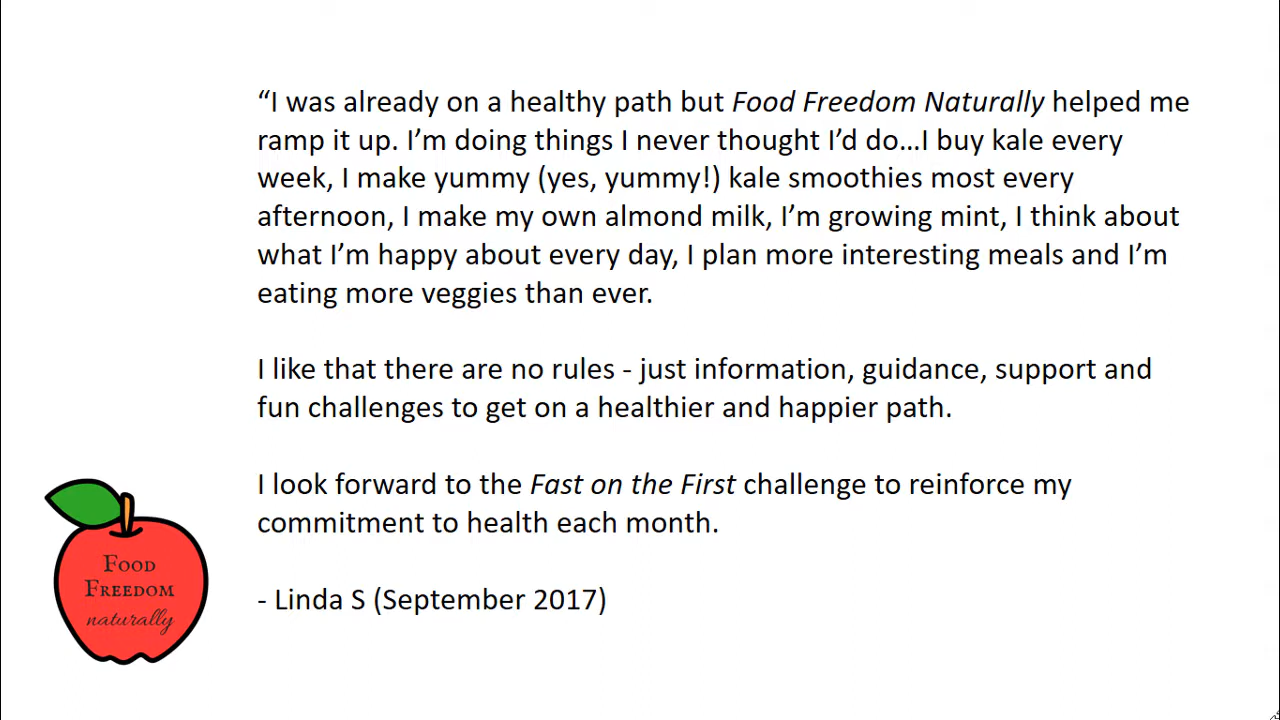 “I was already on a healthy path but Food Freedom Naturally helped me
ramp it up. I’m doing things I never thought I’d do…I buy kale every
week, I make yummy (yes, yummy!) kale smoothies most every
afternoon, I make my own almond milk, I’m growing mint, I think about
what I’m happy about every day, I plan more interesting meals and I’m
eating more veggies than ever.
I like that there are no rules - just information, guidance, support and
fun challenges to get on a healthier and happier path.
I look forward to the Fast on the First challenge to reinforce my
commitment to health each month.
- Linda S (September 2017)
Food
Freedom
naturally